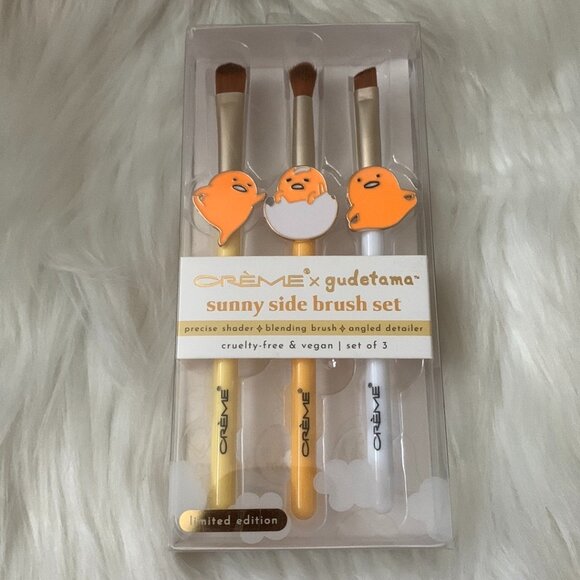 CRÈME® x gudetama™
sunny side brush set
precise shader ✧ blending brush ✧ angled detailer
cruelty-free & vegan | set of 3
CRÈME®
CRÈME®
CRÈME®
limited edition